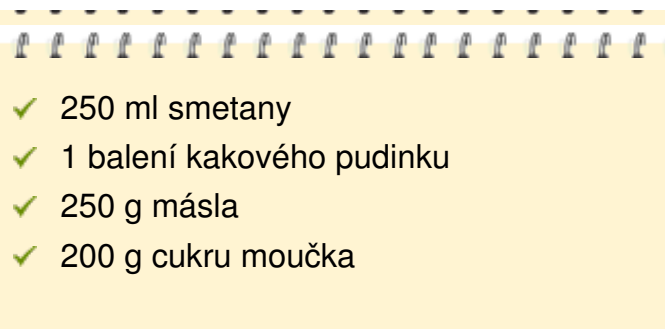 250 ml smetany
1 balení kakového pudinku
250 g másla
200 g cukru moučka